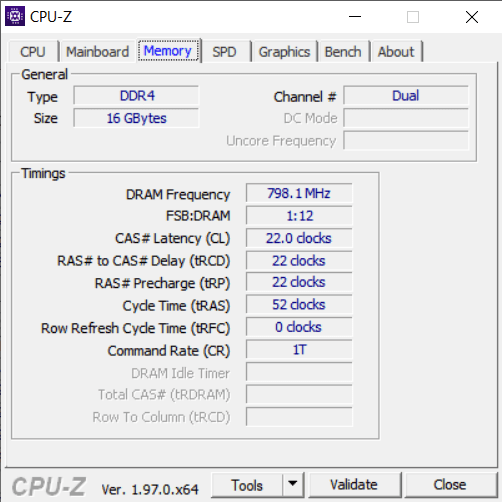 CPU-Z
CPU Mainboard Memory SPD Graphics Bench About
General
Type DDR4 Channel # Dual
Size 16 GBytes DC Mode
Uncore Frequency
Timings
DRAM Frequency 798.1 MHz
FSB:DRAM 1:12
CAS# Latency (CL) 22.0 clocks
RAS# to CAS# Delay (tRCD) 22 clocks
RAS# Precharge (tRP) 22 clocks
Cycle Time (tRAS) 52 clocks
Row Refresh Cycle Time (tRFC) 0 clocks
Command Rate (CR) 1T
DRAM Idle Timer
Total CAS# (tRDRAM)
Row To Column (tRCD)
CPU-Z Ver. 1.97.0.x64 Tools Validate Close